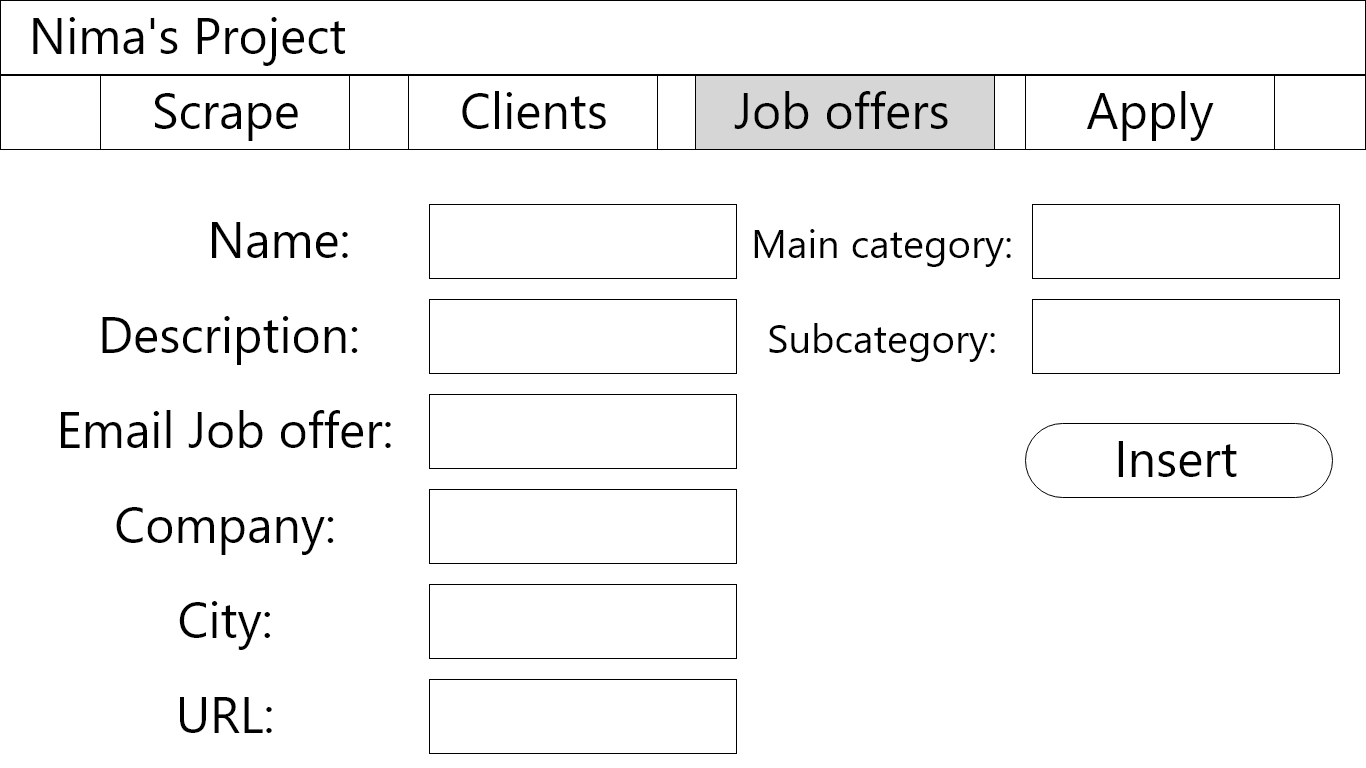 Nima's Project
Scrape
Clients
Job offers
Apply
Name:
Main category:
Description:
Subcategory:
Email Job offer:
Insert
Company:
City:
URL: